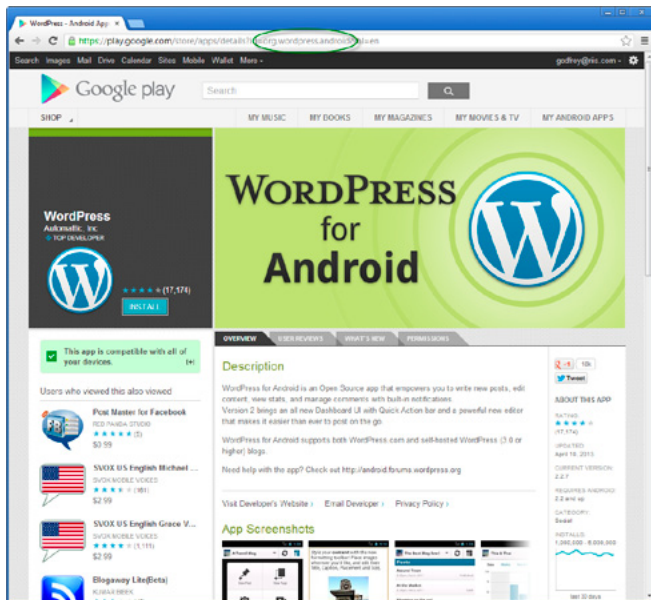 WordPress - Android App
https://play.google.com/store/apps/details?id=org.wordpress.android&hl=en
Search Images Mail Drive Calendar Sites Mobile Wallet More -
godfrey@riis.com -
Google play
Search
SHOP
MY MUSIC
MY BOOKS
MY MAGAZINES
MY MOVIES & TV
MY ANDROID APPS
WordPress
Automattic, Inc
TOP DEVELOPER
(17,174)
INSTALL
WORDPRESS
for
Android
This app is compatible with all of
your devices.
[+]
OVERVIEW
USER REVIEWS
WHAT'S NEW
PERMISSIONS
Description
WordPress for Android is an Open Source app that empowers you to write new posts, edit
content, view stats, and manage comments with built-in notifications.
Version 2 brings an all new Dashboard UI with Quick Action bar and a powerful new editor
that makes it easier than ever to post on the go
WordPress for Android supports both WordPress.com and self-hosted WordPress (3.0 or
higher) blogs.
Need help with the app? Check out http://android.forums.wordpress.org
Visit Developer's Website ›
Email Developer ›
Privacy Policy ›
App Screenshots
Users who viewed this also viewed
Post Master for Facebook
RED PANDA STUDIO
(5)
$0.99
SVOX US English Michael ...
SVOX MOBILE VOICES
$2.99
SVOX US English Grace V...
SVOX MOBILE VOICES
$2.99
Blogaway Lite(Beta)
+1
10k
Tweet
ABOUT THIS APP
RATING:
(17,174)
UPDATED:
April 18, 2013
CURRENT VERSION:
2.2.7
REQUIRES ANDROID:
2.2 and up
CATEGORY:
Social
INSTALLS:
1,000,000 - 5,000,000
last 30 days